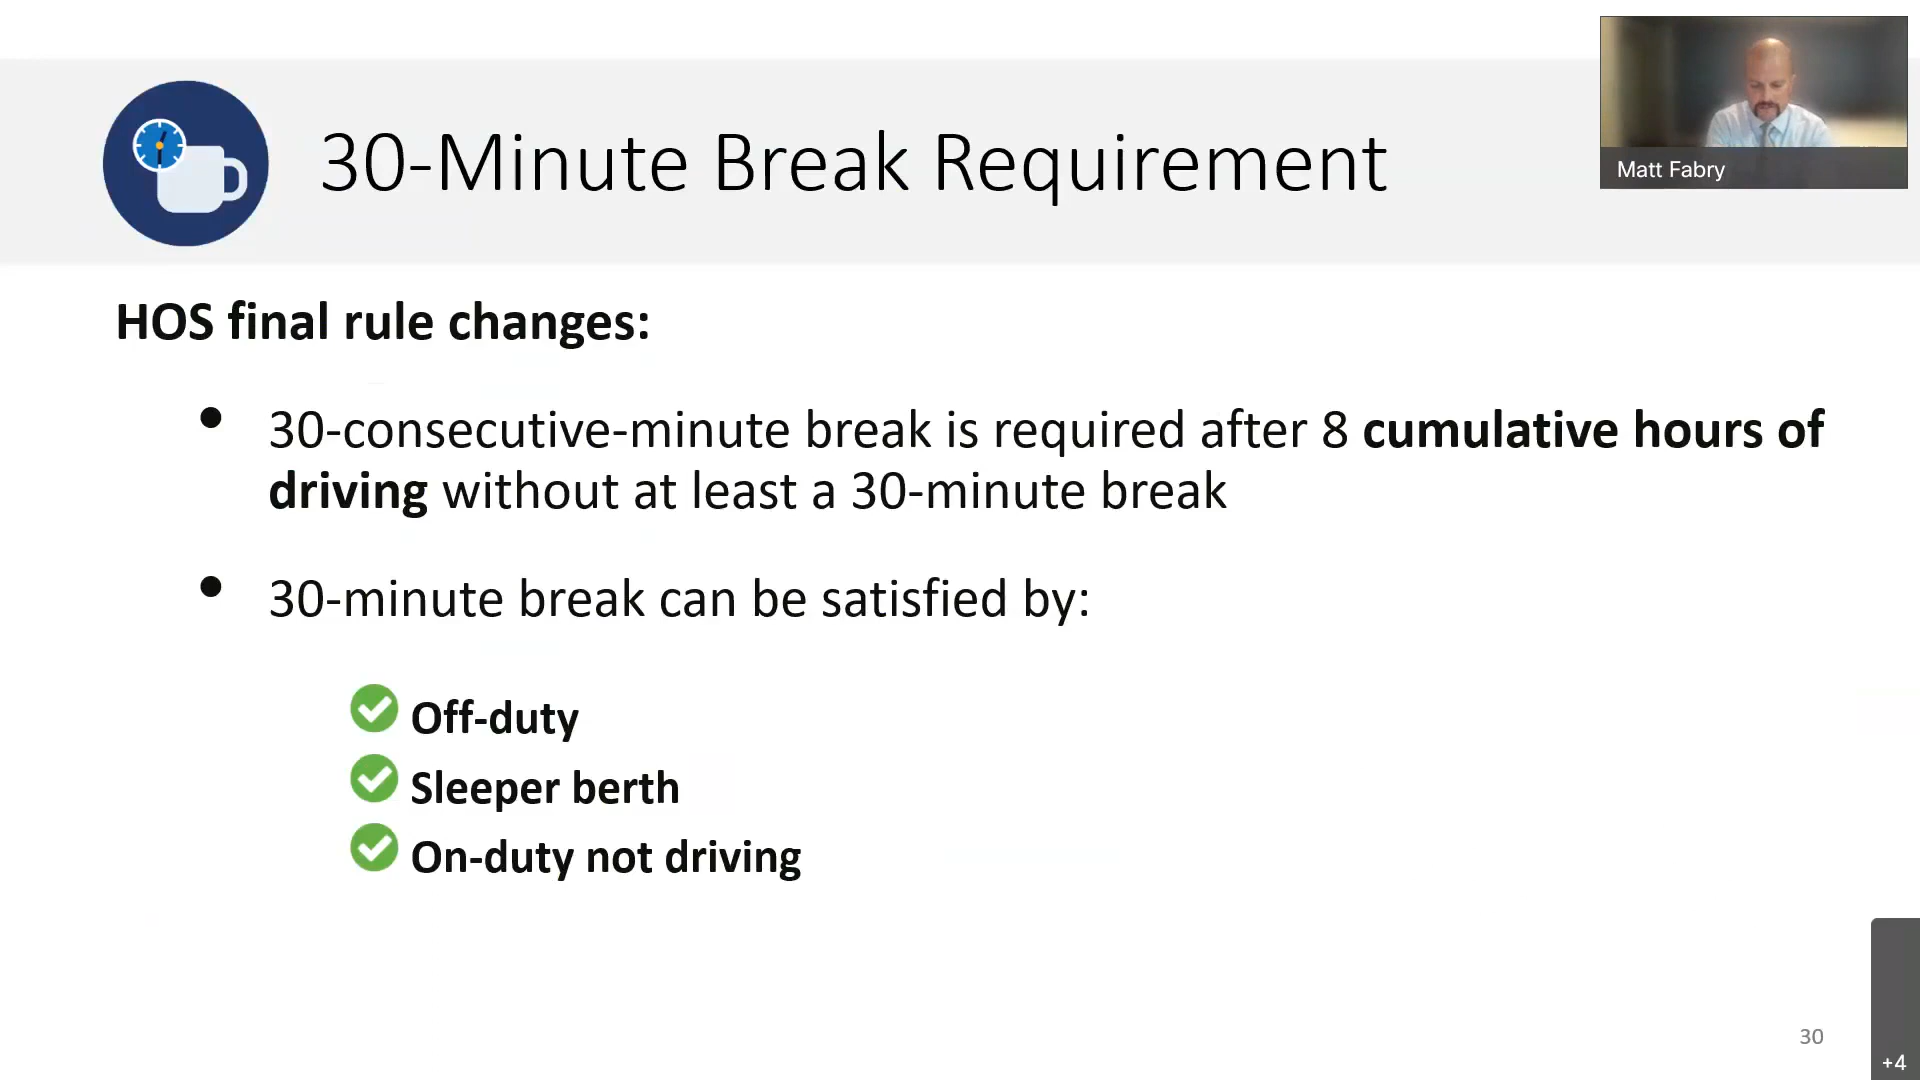 30-Minute Break Requirement
Matt Fabry
HOS final rule changes:
• 30-consecutive-minute break is required after 8 cumulative hours of
driving without at least a 30-minute break
• 30-minute break can be satisfied by:
Off-duty
Sleeper berth
On-duty not driving
30
+4